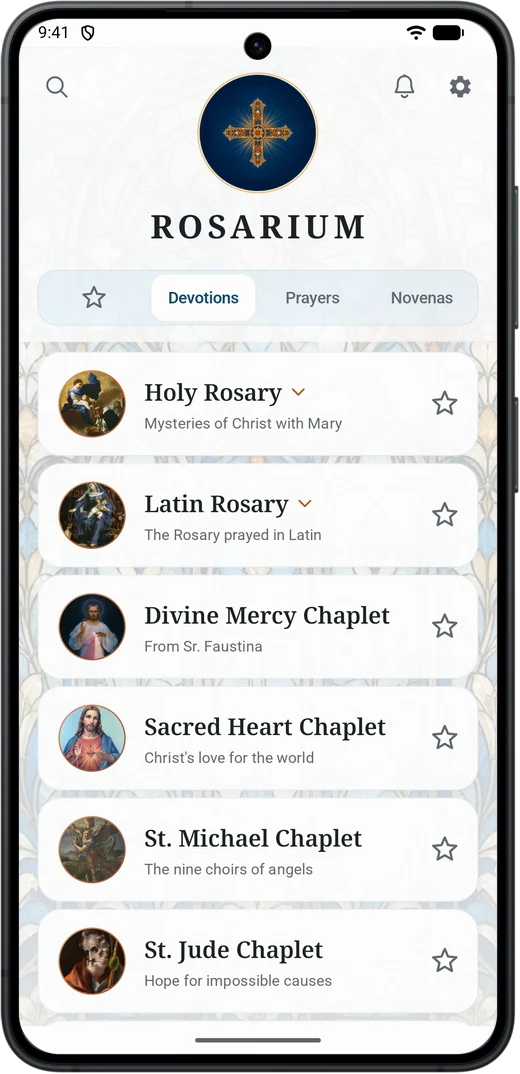 9:41
ROSARIUM
Devotions
Prayers
Novenas
Holy Rosary
Mysteries of Christ with Mary
Latin Rosary
The Rosary prayed in Latin
Divine Mercy Chaplet
From Sr. Faustina
Sacred Heart Chaplet
Christ's love for the world
St. Michael Chaplet
The nine choirs of angels
St. Jude Chaplet
Hope for impossible causes